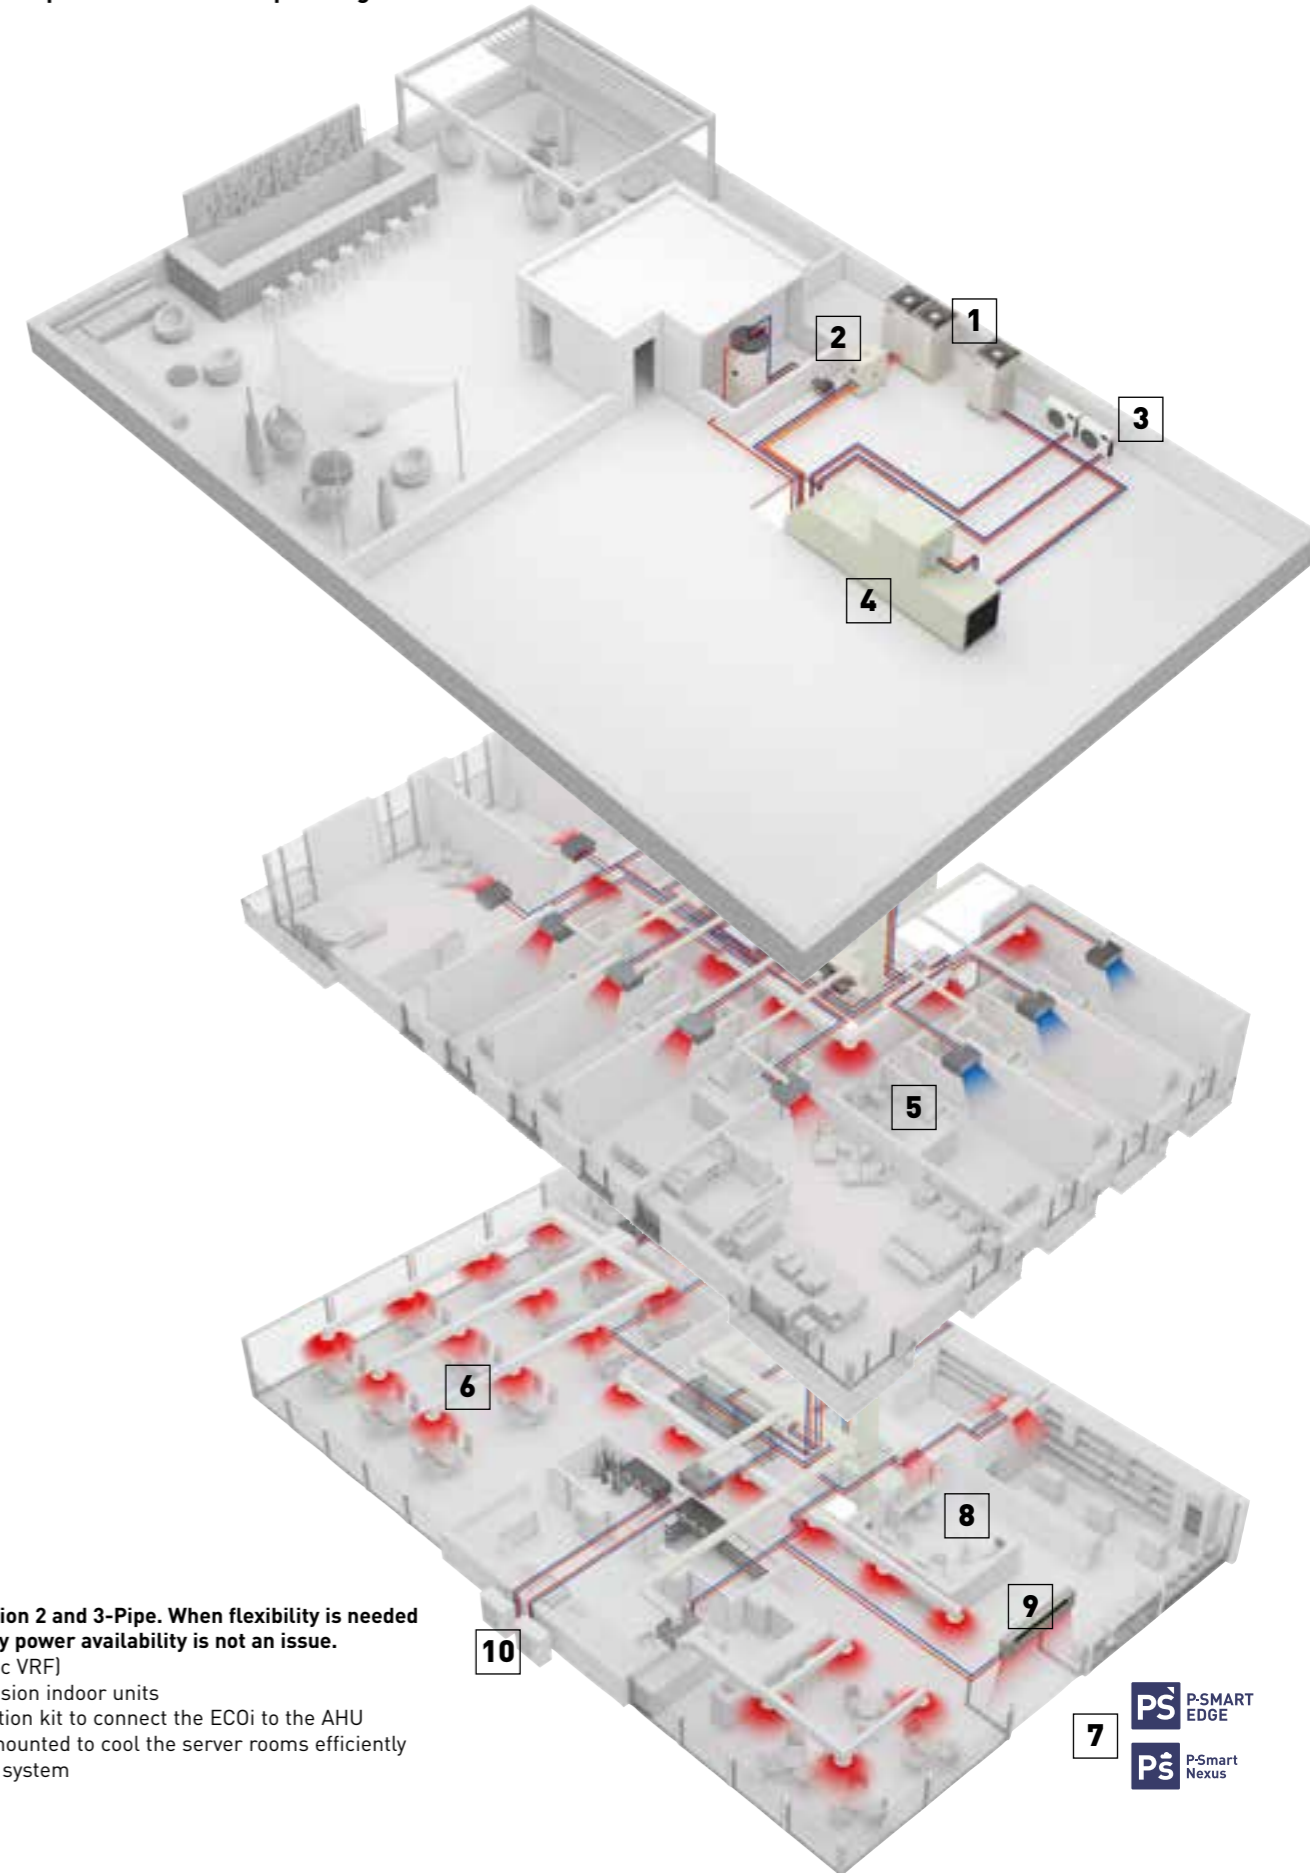 1
2
3
4
5
6
8
9
10
7
P-SMART
EDGE
P-Smart
Nexus
ion 2 and 3-Pipe. When flexibility is needed
y power availability is not an issue.
c VRF)
sion indoor units
tion kit to connect the ECOi to the AHU
mounted to cool the server rooms efficiently
system